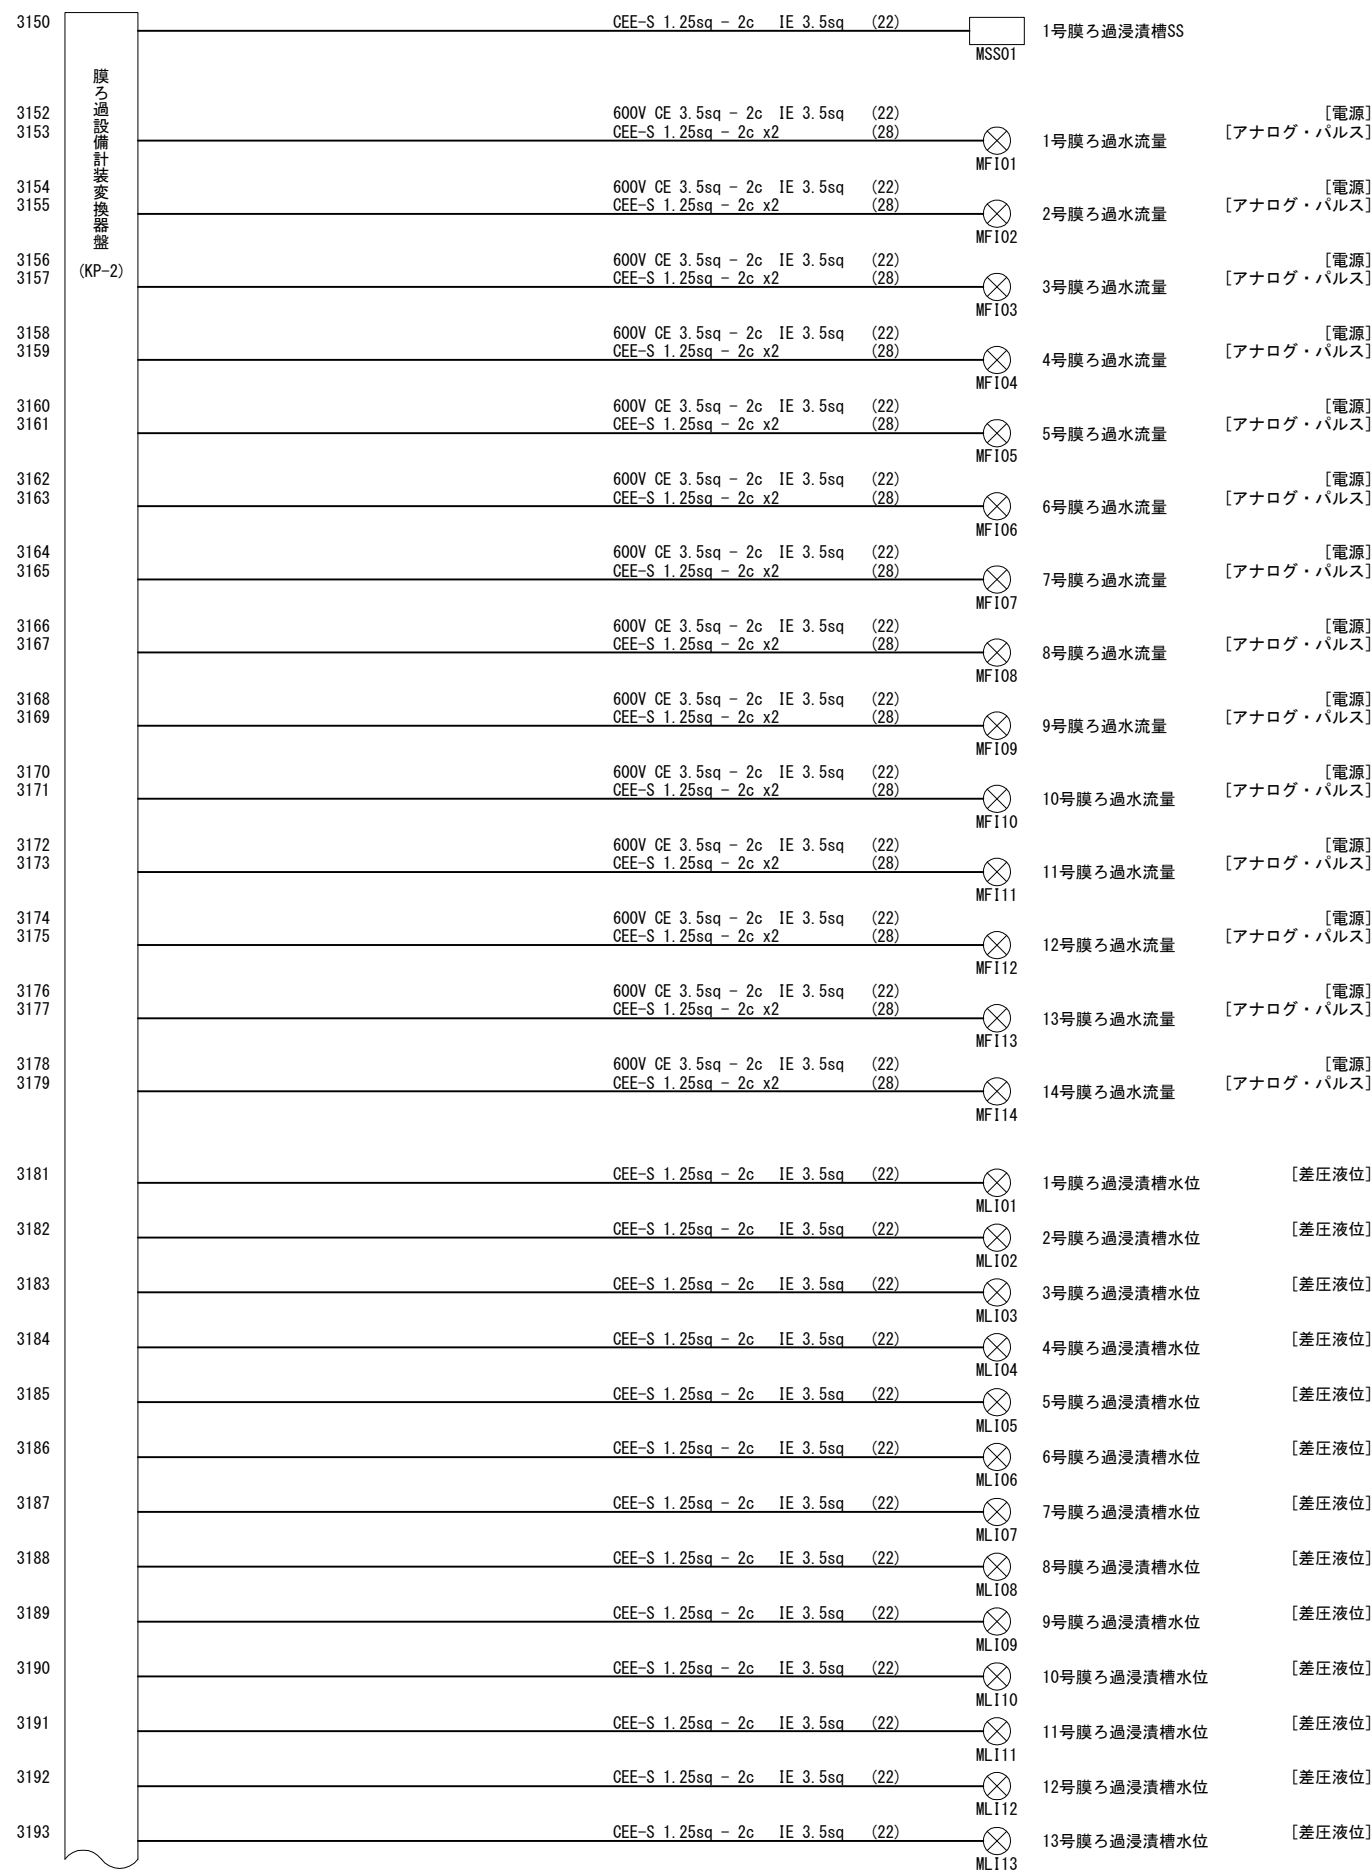 膜ろ過設備計装変換器盤
(KP-2)
3150 CEE-S 1.25sq - 2c IE 3.5sq (22)
MSS01 1号膜ろ過浸漬槽SS
3152 600V CE 3.5sq - 2c IE 3.5sq (22) [電源]
3153 CEE-S 1.25sq - 2c x2 (28) [アナログ・パルス]
MFI01 1号膜ろ過水流量
3154 600V CE 3.5sq - 2c IE 3.5sq (22) [電源]
3155 CEE-S 1.25sq - 2c x2 (28) [アナログ・パルス]
MFI02 2号膜ろ過水流量
3156 600V CE 3.5sq - 2c IE 3.5sq (22) [電源]
3157 CEE-S 1.25sq - 2c x2 (28) [アナログ・パルス]
MFI03 3号膜ろ過水流量
3158 600V CE 3.5sq - 2c IE 3.5sq (22) [電源]
3159 CEE-S 1.25sq - 2c x2 (28) [アナログ・パルス]
MFI04 4号膜ろ過水流量
3160 600V CE 3.5sq - 2c IE 3.5sq (22) [電源]
3161 CEE-S 1.25sq - 2c x2 (28) [アナログ・パルス]
MFI05 5号膜ろ過水流量
3162 600V CE 3.5sq - 2c IE 3.5sq (22) [電源]
3163 CEE-S 1.25sq - 2c x2 (28) [アナログ・パルス]
MFI06 6号膜ろ過水流量
3164 600V CE 3.5sq - 2c IE 3.5sq (22) [電源]
3165 CEE-S 1.25sq - 2c x2 (28) [アナログ・パルス]
MFI07 7号膜ろ過水流量
3166 600V CE 3.5sq - 2c IE 3.5sq (22) [電源]
3167 CEE-S 1.25sq - 2c x2 (28) [アナログ・パルス]
MFI08 8号膜ろ過水流量
3168 600V CE 3.5sq - 2c IE 3.5sq (22) [電源]
3169 CEE-S 1.25sq - 2c x2 (28) [アナログ・パルス]
MFI09 9号膜ろ過水流量
3170 600V CE 3.5sq - 2c IE 3.5sq (22) [電源]
3171 CEE-S 1.25sq - 2c x2 (28) [アナログ・パルス]
MFI10 10号膜ろ過水流量
3172 600V CE 3.5sq - 2c IE 3.5sq (22) [電源]
3173 CEE-S 1.25sq - 2c x2 (28) [アナログ・パルス]
MFI11 11号膜ろ過水流量
3174 600V CE 3.5sq - 2c IE 3.5sq (22) [電源]
3175 CEE-S 1.25sq - 2c x2 (28) [アナログ・パルス]
MFI12 12号膜ろ過水流量
3176 600V CE 3.5sq - 2c IE 3.5sq (22) [電源]
3177 CEE-S 1.25sq - 2c x2 (28) [アナログ・パルス]
MFI13 13号膜ろ過水流量
3178 600V CE 3.5sq - 2c IE 3.5sq (22) [電源]
3179 CEE-S 1.25sq - 2c x2 (28) [アナログ・パルス]
MFI14 14号膜ろ過水流量
3181 CEE-S 1.25sq - 2c IE 3.5sq (22) [差圧液位]
MLI01 1号膜ろ過浸漬槽水位
3182 CEE-S 1.25sq - 2c IE 3.5sq (22) [差圧液位]
MLI02 2号膜ろ過浸漬槽水位
3183 CEE-S 1.25sq - 2c IE 3.5sq (22) [差圧液位]
MLI03 3号膜ろ過浸漬槽水位
3184 CEE-S 1.25sq - 2c IE 3.5sq (22) [差圧液位]
MLI04 4号膜ろ過浸漬槽水位
3185 CEE-S 1.25sq - 2c IE 3.5sq (22) [差圧液位]
MLI05 5号膜ろ過浸漬槽水位
3186 CEE-S 1.25sq - 2c IE 3.5sq (22) [差圧液位]
MLI06 6号膜ろ過浸漬槽水位
3187 CEE-S 1.25sq - 2c IE 3.5sq (22) [差圧液位]
MLI07 7号膜ろ過浸漬槽水位
3188 CEE-S 1.25sq - 2c IE 3.5sq (22) [差圧液位]
MLI08 8号膜ろ過浸漬槽水位
3189 CEE-S 1.25sq - 2c IE 3.5sq (22) [差圧液位]
MLI09 9号膜ろ過浸漬槽水位
3190 CEE-S 1.25sq - 2c IE 3.5sq (22) [差圧液位]
MLI10 10号膜ろ過浸漬槽水位
3191 CEE-S 1.25sq - 2c IE 3.5sq (22) [差圧液位]
MLI11 11号膜ろ過浸漬槽水位
3192 CEE-S 1.25sq - 2c IE 3.5sq (22) [差圧液位]
MLI12 12号膜ろ過浸漬槽水位
3193 CEE-S 1.25sq - 2c IE 3.5sq (22) [差圧液位]
MLI13 13号膜ろ過浸漬槽水位